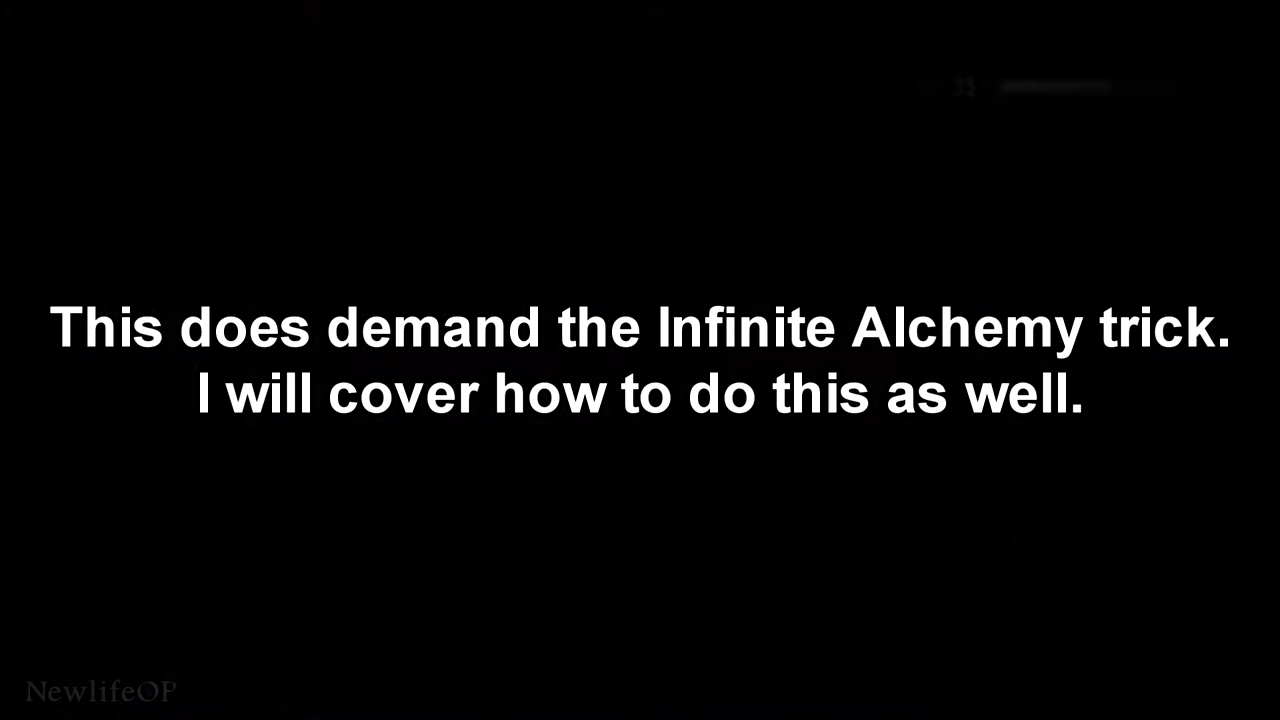 This does demand the Infinite Alchemy trick.
I will cover how to do this as well.
NewlifeOP